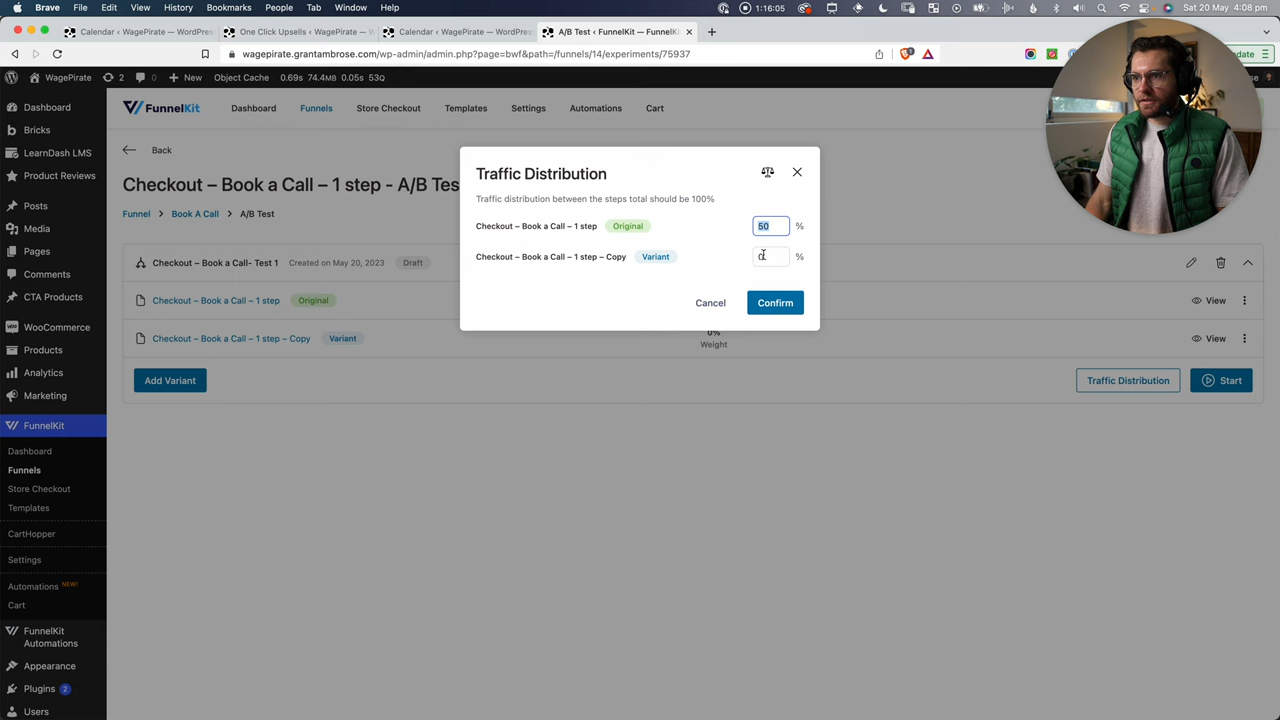 Brave File Edit View History Bookmarks People Tab Window Help 1:16:05 Sat 20 May 4:08 pm
Calendar ‹ WagePirate — WordPress
One Click Upsells ‹ WagePirate — W
Calendar ‹ WagePirate — WordPress
A/B Test ‹ FunnelKit — FunnelKit
wagepirate.grantambrose.com/wp-admin/admin.php?page=bwf&path=/funnels/14/experiments/75937
WagePirate 2 0 New Object Cache 0.69s 74.4MB 0.05s 53Q
Dashboard
Bricks
LearnDash LMS
Product Reviews
Posts
Media
Pages
Comments
CTA Products
WooCommerce
Products
Analytics
Marketing
FunnelKit
Dashboard
Funnels
Store Checkout
Templates
CartHopper
Settings
Automations NEW!
Cart
FunnelKit
Automations
Appearance
Plugins 2
Users
FunnelKit Dashboard Funnels Store Checkout Templates Settings Automations Cart
Back
Checkout – Book a Call – 1 step - A/B Tes
Funnel > Book A Call > A/B Test
Checkout – Book a Call- Test 1 Created on May 20, 2023 Draft
Checkout – Book a Call – 1 step Original View
Checkout – Book a Call – 1 step – Copy Variant 0% View
Weight
Add Variant Traffic Distribution Start
Traffic Distribution
Traffic distribution between the steps total should be 100%
Checkout – Book a Call – 1 step Original 50 %
Checkout – Book a Call – 1 step – Copy Variant 0 %
Cancel Confirm